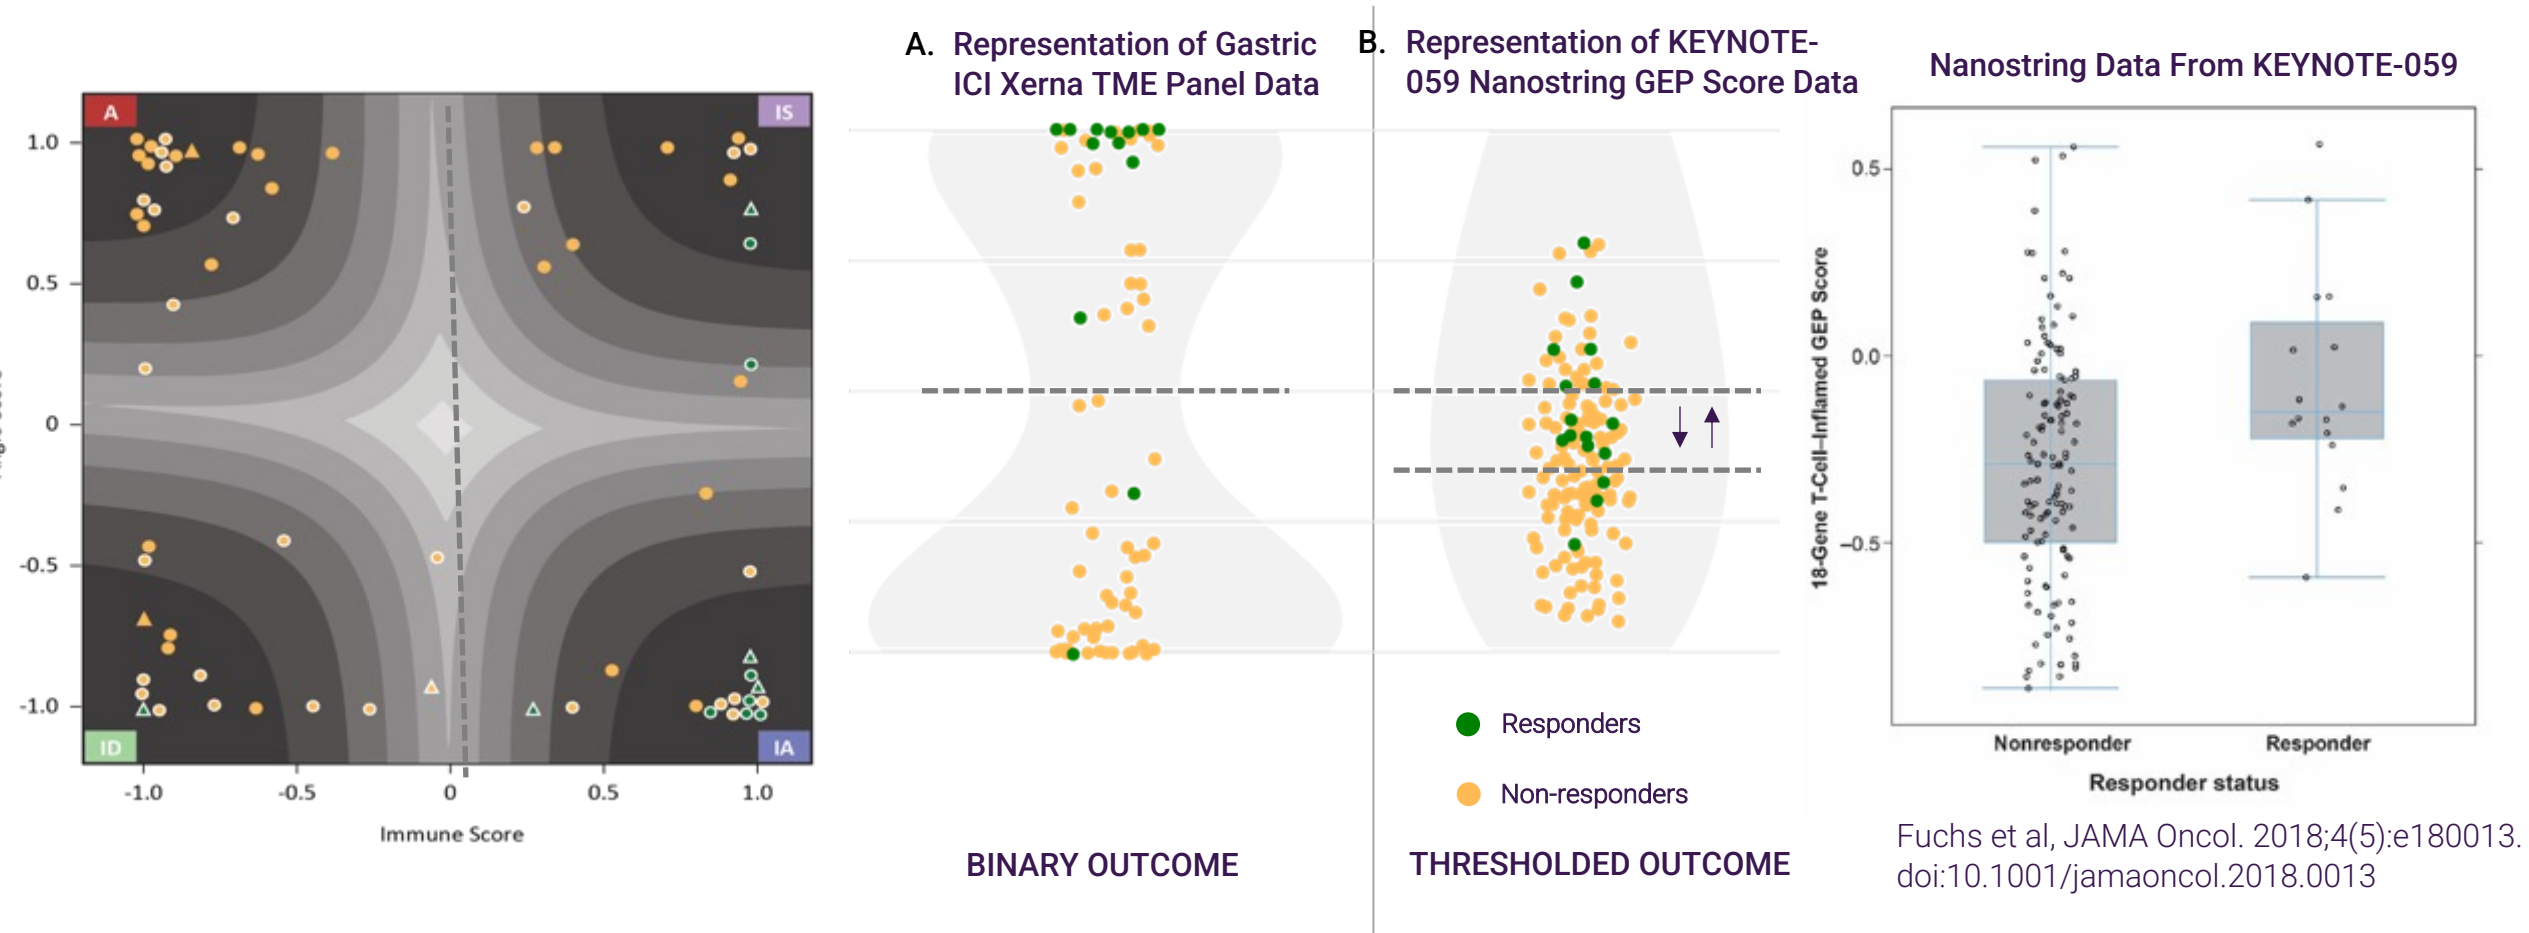 A. Representation of Gastric
ICI Xerna TME Panel Data
B. Representation of KEYNOTE-
059 Nanostring GEP Score Data
Nanostring Data From KEYNOTE-059
A
IS
ID
IA
1.0
0.5
0
-0.5
-1.0
-1.0
-0.5
0
0.5
1.0
Immune Score
Responders
Non-responders
BINARY OUTCOME
THRESHOLDED OUTCOME
18-Gene T-Cell–Inflamed GEP Score
0.5
0.0
–0.5
Nonresponder
Responder
Responder status
Fuchs et al, JAMA Oncol. 2018;4(5):e180013.
doi:10.1001/jamaoncol.2018.0013